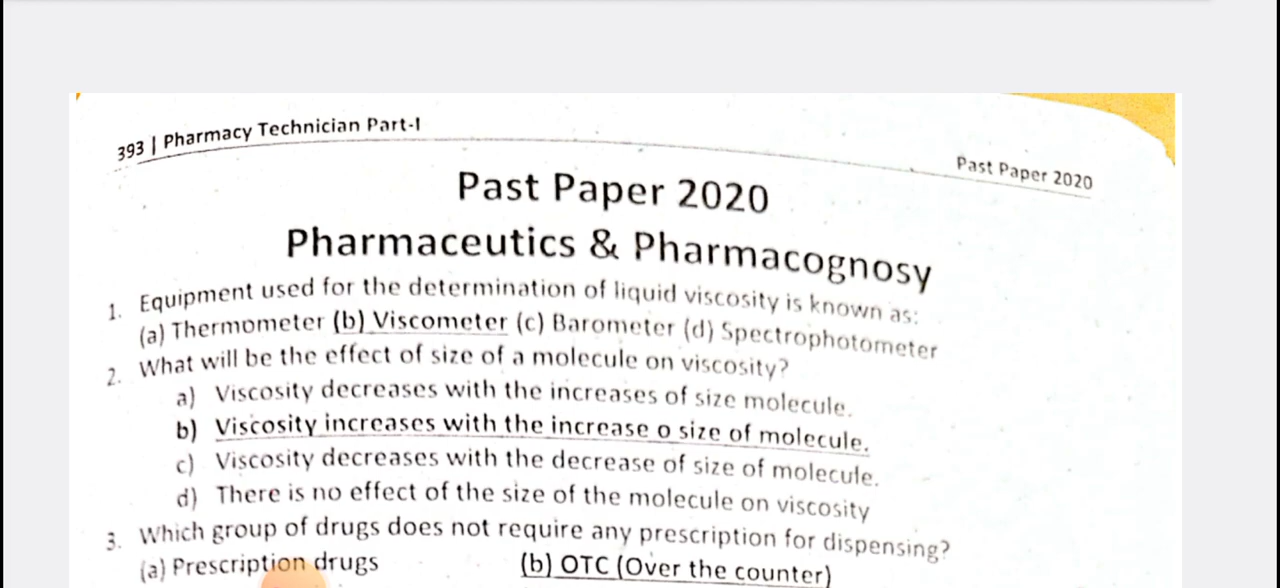 393 | Pharmacy Technician Part-I
Past Paper 2020
Past Paper 2020
Pharmaceutics & Pharmacognosy
1. Equipment used for the determination of liquid viscosity is known as:
(a) Thermometer (b) Viscometer (c) Barometer (d) Spectrophotometer
2. What will be the effect of size of a molecule on viscosity?
a) Viscosity decreases with the increases of size molecule.
b) Viscosity increases with the increase o size of molecule.
c) Viscosity decreases with the decrease of size of molecule.
d) There is no effect of the size of the molecule on viscosity
3. Which group of drugs does not require any prescription for dispensing?
(a) Prescription drugs (b) OTC (Over the counter)